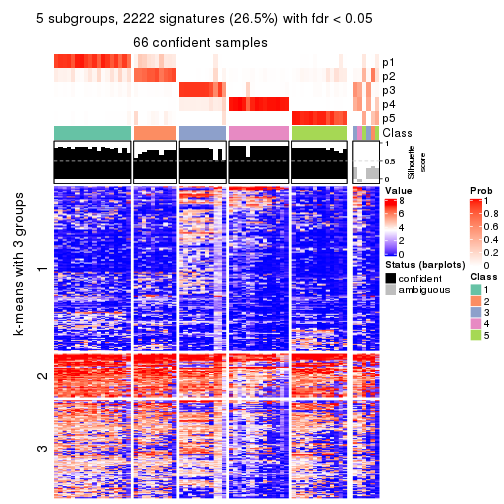 5 subgroups, 2222 signatures (26.5%) with fdr < 0.05
66 confident samples
p1
p2
p3
p4
p5
Class
1
0.5
0
Silhouette
score
k-means with 3 groups
1
2
3
Value
8
6
4
2
0
Status (barplots)
confident
ambiguous
Prob
1
0.8
0.6
0.4
0.2
0
Class
1
2
3
4
5